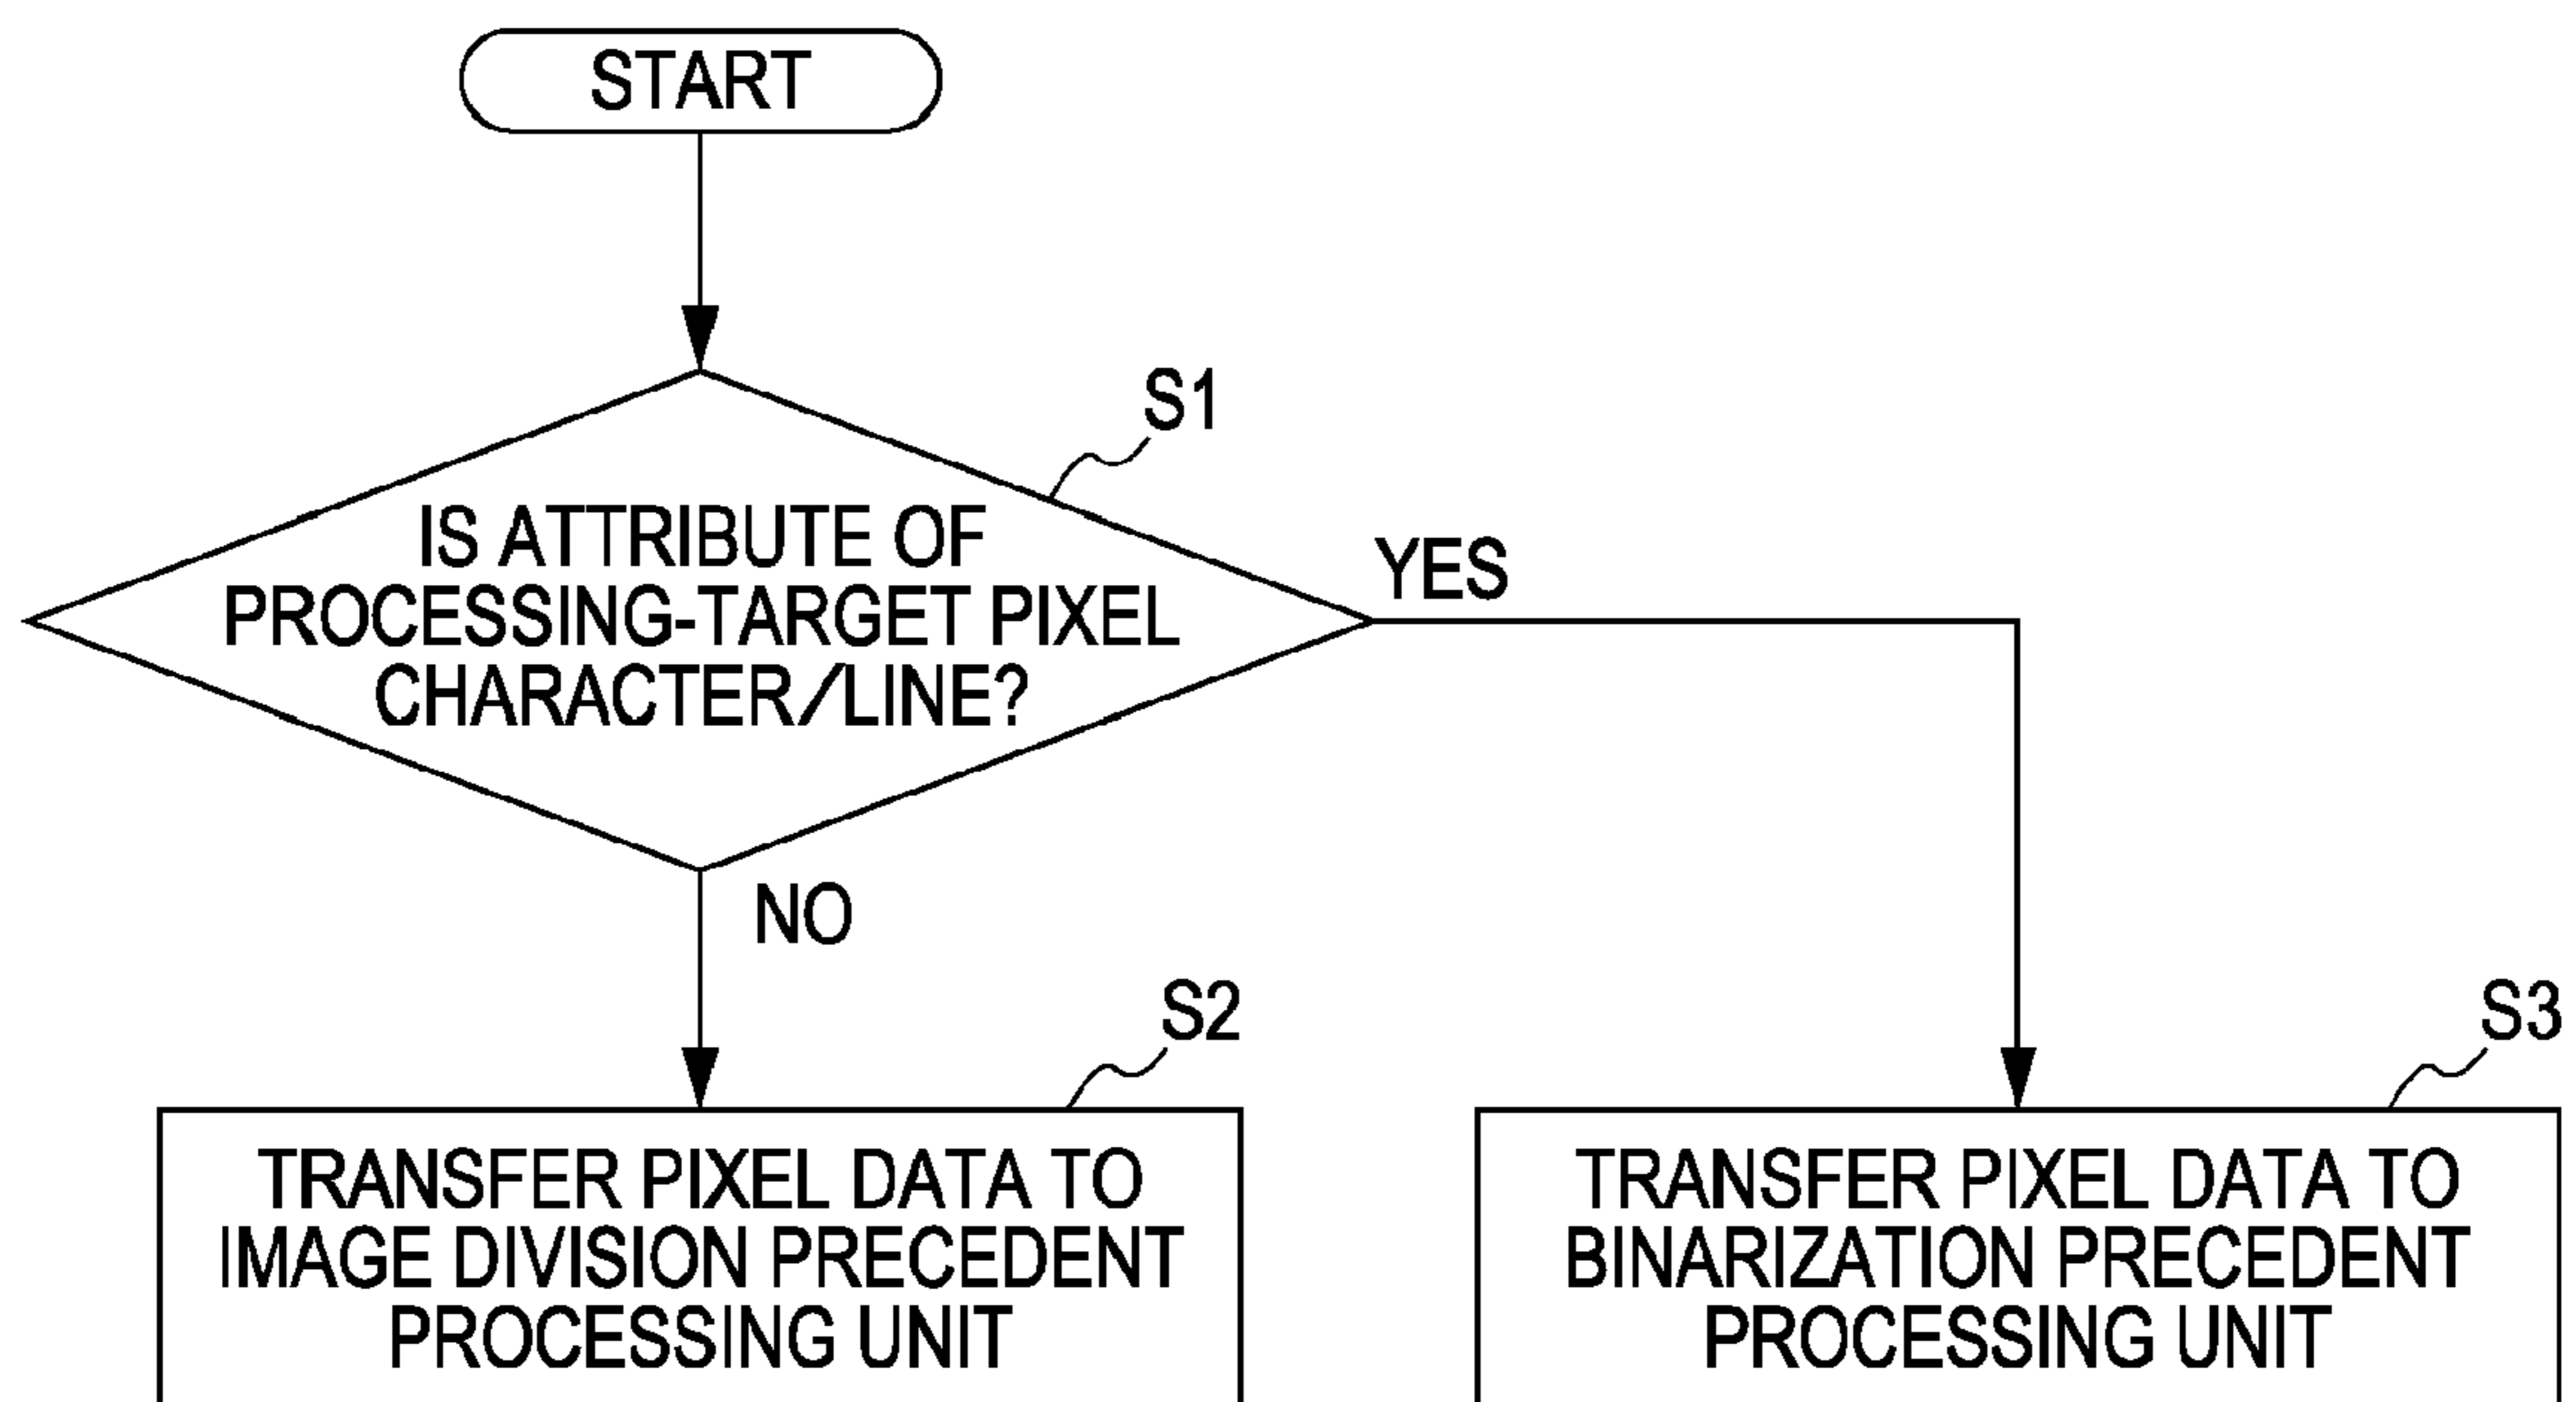 START
S1
IS ATTRIBUTE OF
PROCESSING-TARGET PIXEL
CHARACTER/LINE?
YES
NO
S2
TRANSFER PIXEL DATA TO
IMAGE DIVISION PRECEDENT
PROCESSING UNIT
S3
TRANSFER PIXEL DATA TO
BINARIZATION PRECEDENT
PROCESSING UNIT